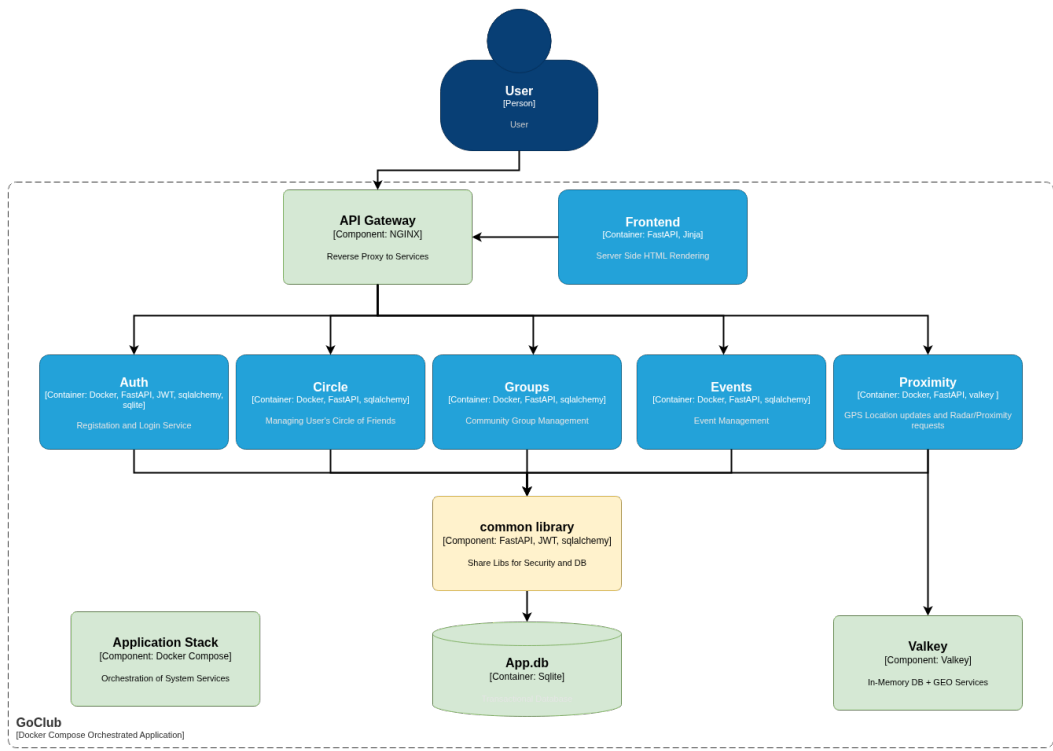 User
[Person]
User
API Gateway
[Component: NGINX]
Reverse Proxy to Services
Frontend
[Container: FastAPI, Jinja]
Server Side HTML Rendering
Auth
[Container: Docker, FastAPI, JWT, sqlalchemy,
sqlite]
Registation and Login Service
Circle
[Container: Docker, FastAPI, sqlalchemy]
Managing User's Circle of Friends
Groups
[Container: Docker, FastAPI, sqlalchemy]
Community Group Management
Events
[Container: Docker, FastAPI, sqlalchemy]
Event Management
Proximity
[Container: Docker, FastAPI, valkey ]
GPS Location updates and Radar/Proximity
requests
common library
[Component: FastAPI, JWT, sqlalchemy]
Share Libs for Security and DB
Application Stack
[Component: Docker Compose]
Orchestration of System Services
App.db
[Container: Sqlite]
Valkey
[Component: Valkey]
In-Memory DB + GEO Services
GoClub
[Docker Compose Orchestrated Application]